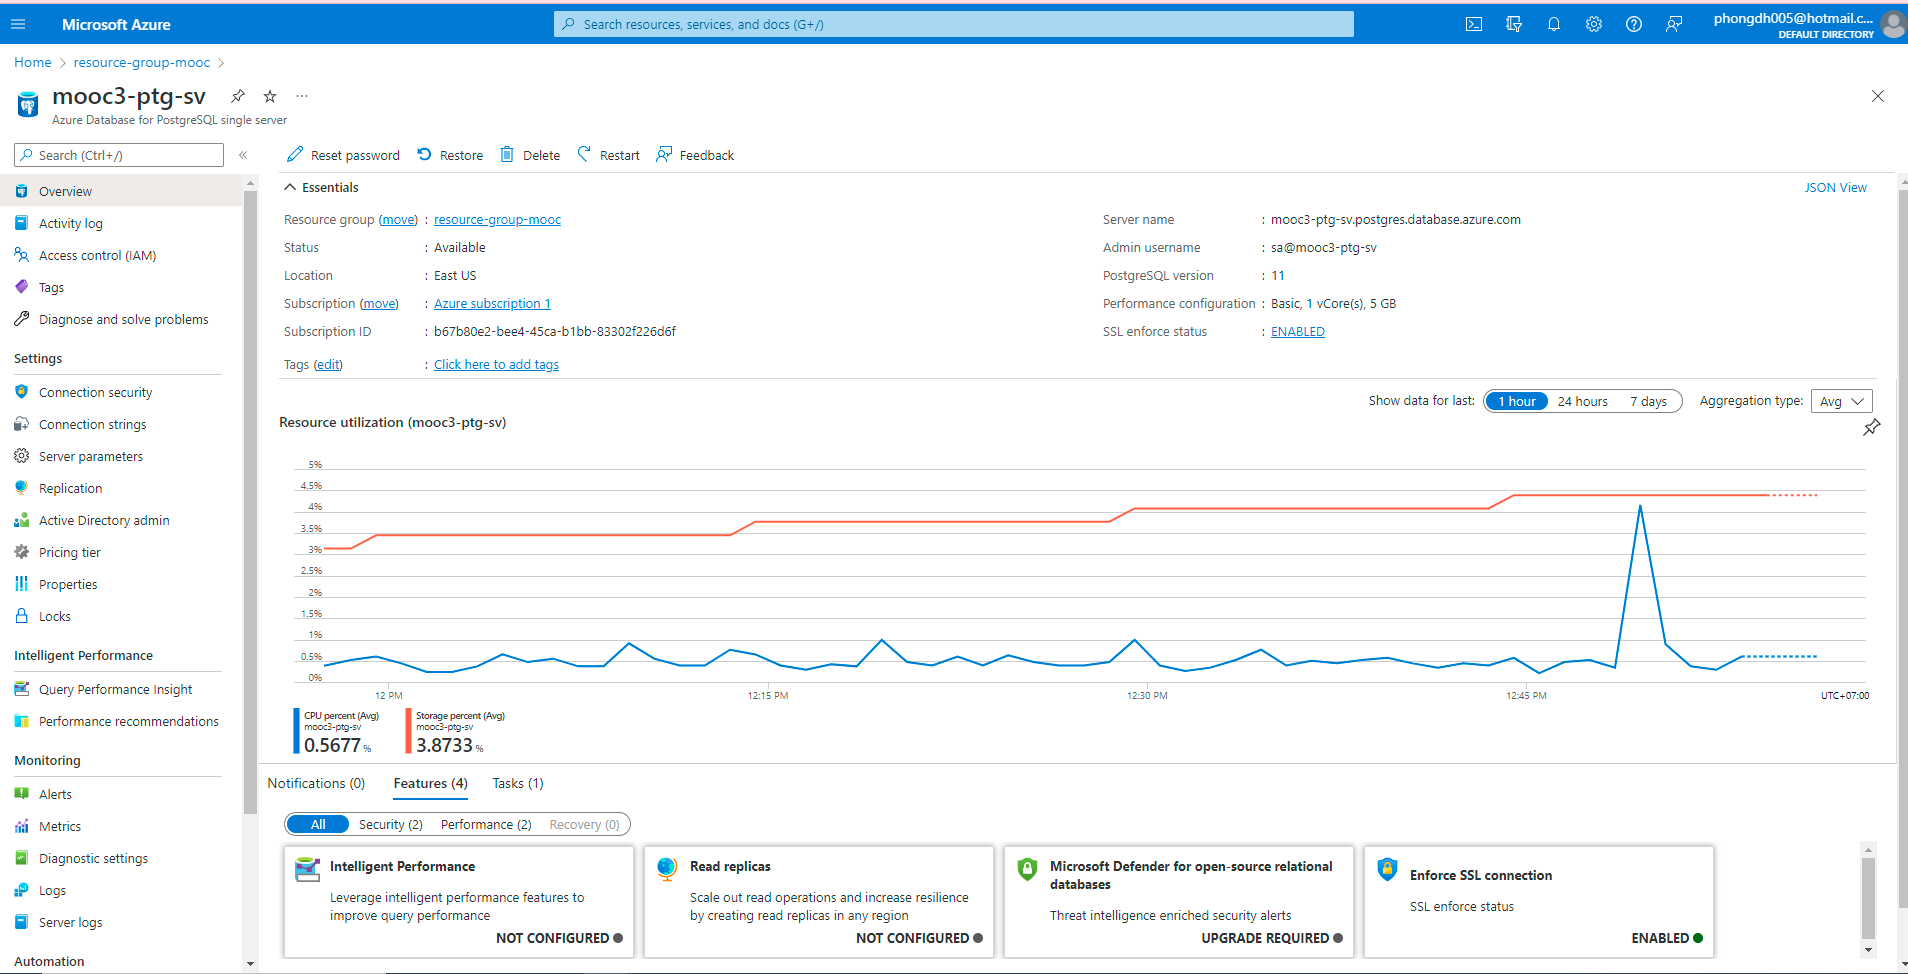 Microsoft Azure
Search resources, services, and docs (G+/)
phongdh005@hotmail.c...
DEFAULT DIRECTORY
Home > resource-group-mooc >
mooc3-ptg-sv
Azure Database for PostgreSQL single server
Search (Ctrl+/)
Overview
Activity log
Access control (IAM)
Tags
Diagnose and solve problems
Settings
Connection security
Connection strings
Server parameters
Replication
Active Directory admin
Pricing tier
Properties
Locks
Intelligent Performance
Query Performance Insight
Performance recommendations
Monitoring
Alerts
Metrics
Diagnostic settings
Logs
Server logs
Automation
Reset password Restore Delete Restart Feedback
Essentials
JSON View
Resource group (move) : resource-group-mooc
Status : Available
Location : East US
Subscription (move) : Azure subscription 1
Subscription ID : b67b80e2-bee4-45ca-b1bb-83302f226d6f
Tags (edit) : Click here to add tags
Server name : mooc3-ptg-sv.postgres.database.azure.com
Admin username : sa@mooc3-ptg-sv
PostgreSQL version : 11
Performance configuration : Basic, 1 vCore(s), 5 GB
SSL enforce status : ENABLED
Show data for last: 1 hour 24 hours 7 days Aggregation type: Avg
Resource utilization (mooc3-ptg-sv)
5%
4.5%
4%
3.5%
3%
2.5%
2%
1.5%
1%
0.5%
0%
12 PM 12:15 PM 12:30 PM 12:45 PM UTC+07:00
CPU percent (Avg)
mooc3-ptg-sv
0.5677 %
Storage percent (Avg)
mooc3-ptg-sv
3.8733 %
Notifications (0) Features (4) Tasks (1)
All Security (2) Performance (2) Recovery (0)
Intelligent Performance
Leverage intelligent performance features to
improve query performance
NOT CONFIGURED
Read replicas
Scale out read operations and increase resilience
by creating read replicas in any region
NOT CONFIGURED
Microsoft Defender for open-source relational
databases
Threat intelligence enriched security alerts
UPGRADE REQUIRED
Enforce SSL connection
SSL enforce status
ENABLED